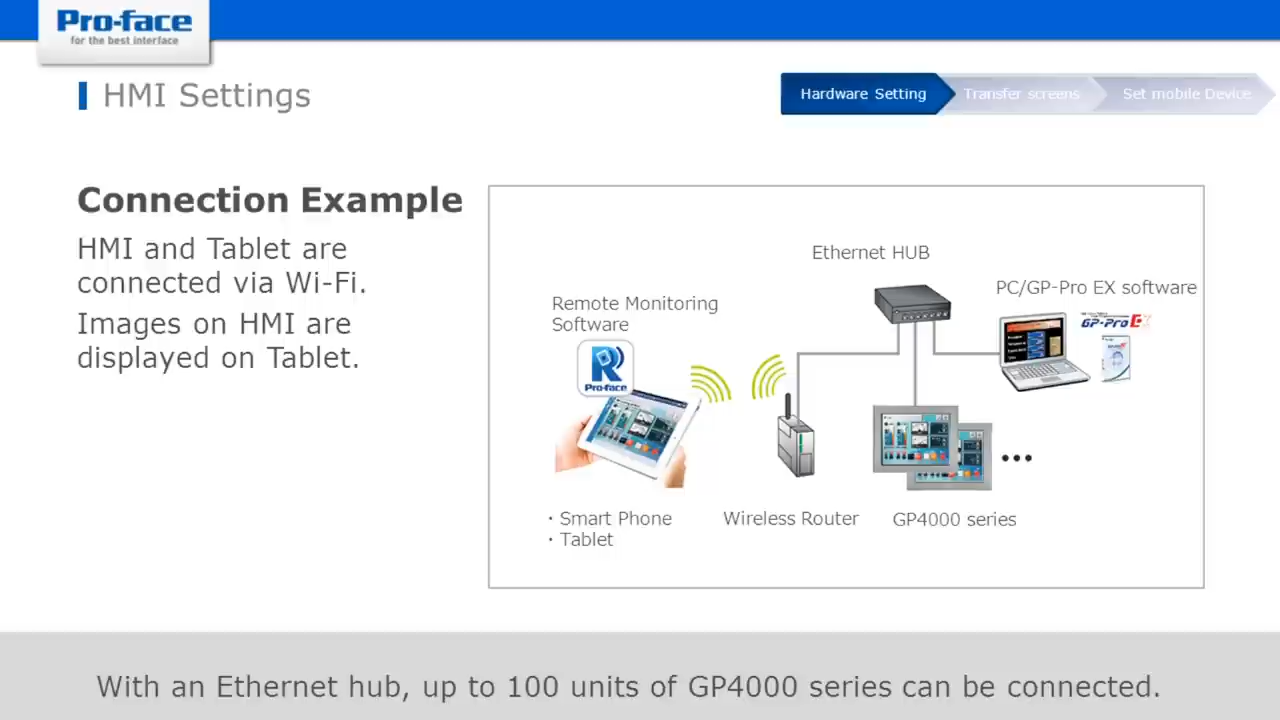 Pro-face
for the best interface
HMI Settings
Hardware Setting
Transfer screens
Set mobile Device
Connection Example
HMI and Tablet are
connected via Wi-Fi.
Images on HMI are
displayed on Tablet.
Ethernet HUB
PC/GP-Pro EX software
GP-Pro EX
Remote Monitoring
Software
R
Pro-face
・Smart Phone
・Tablet
Wireless Router
GP4000 series
•••
With an Ethernet hub, up to 100 units of GP4000 series can be connected.